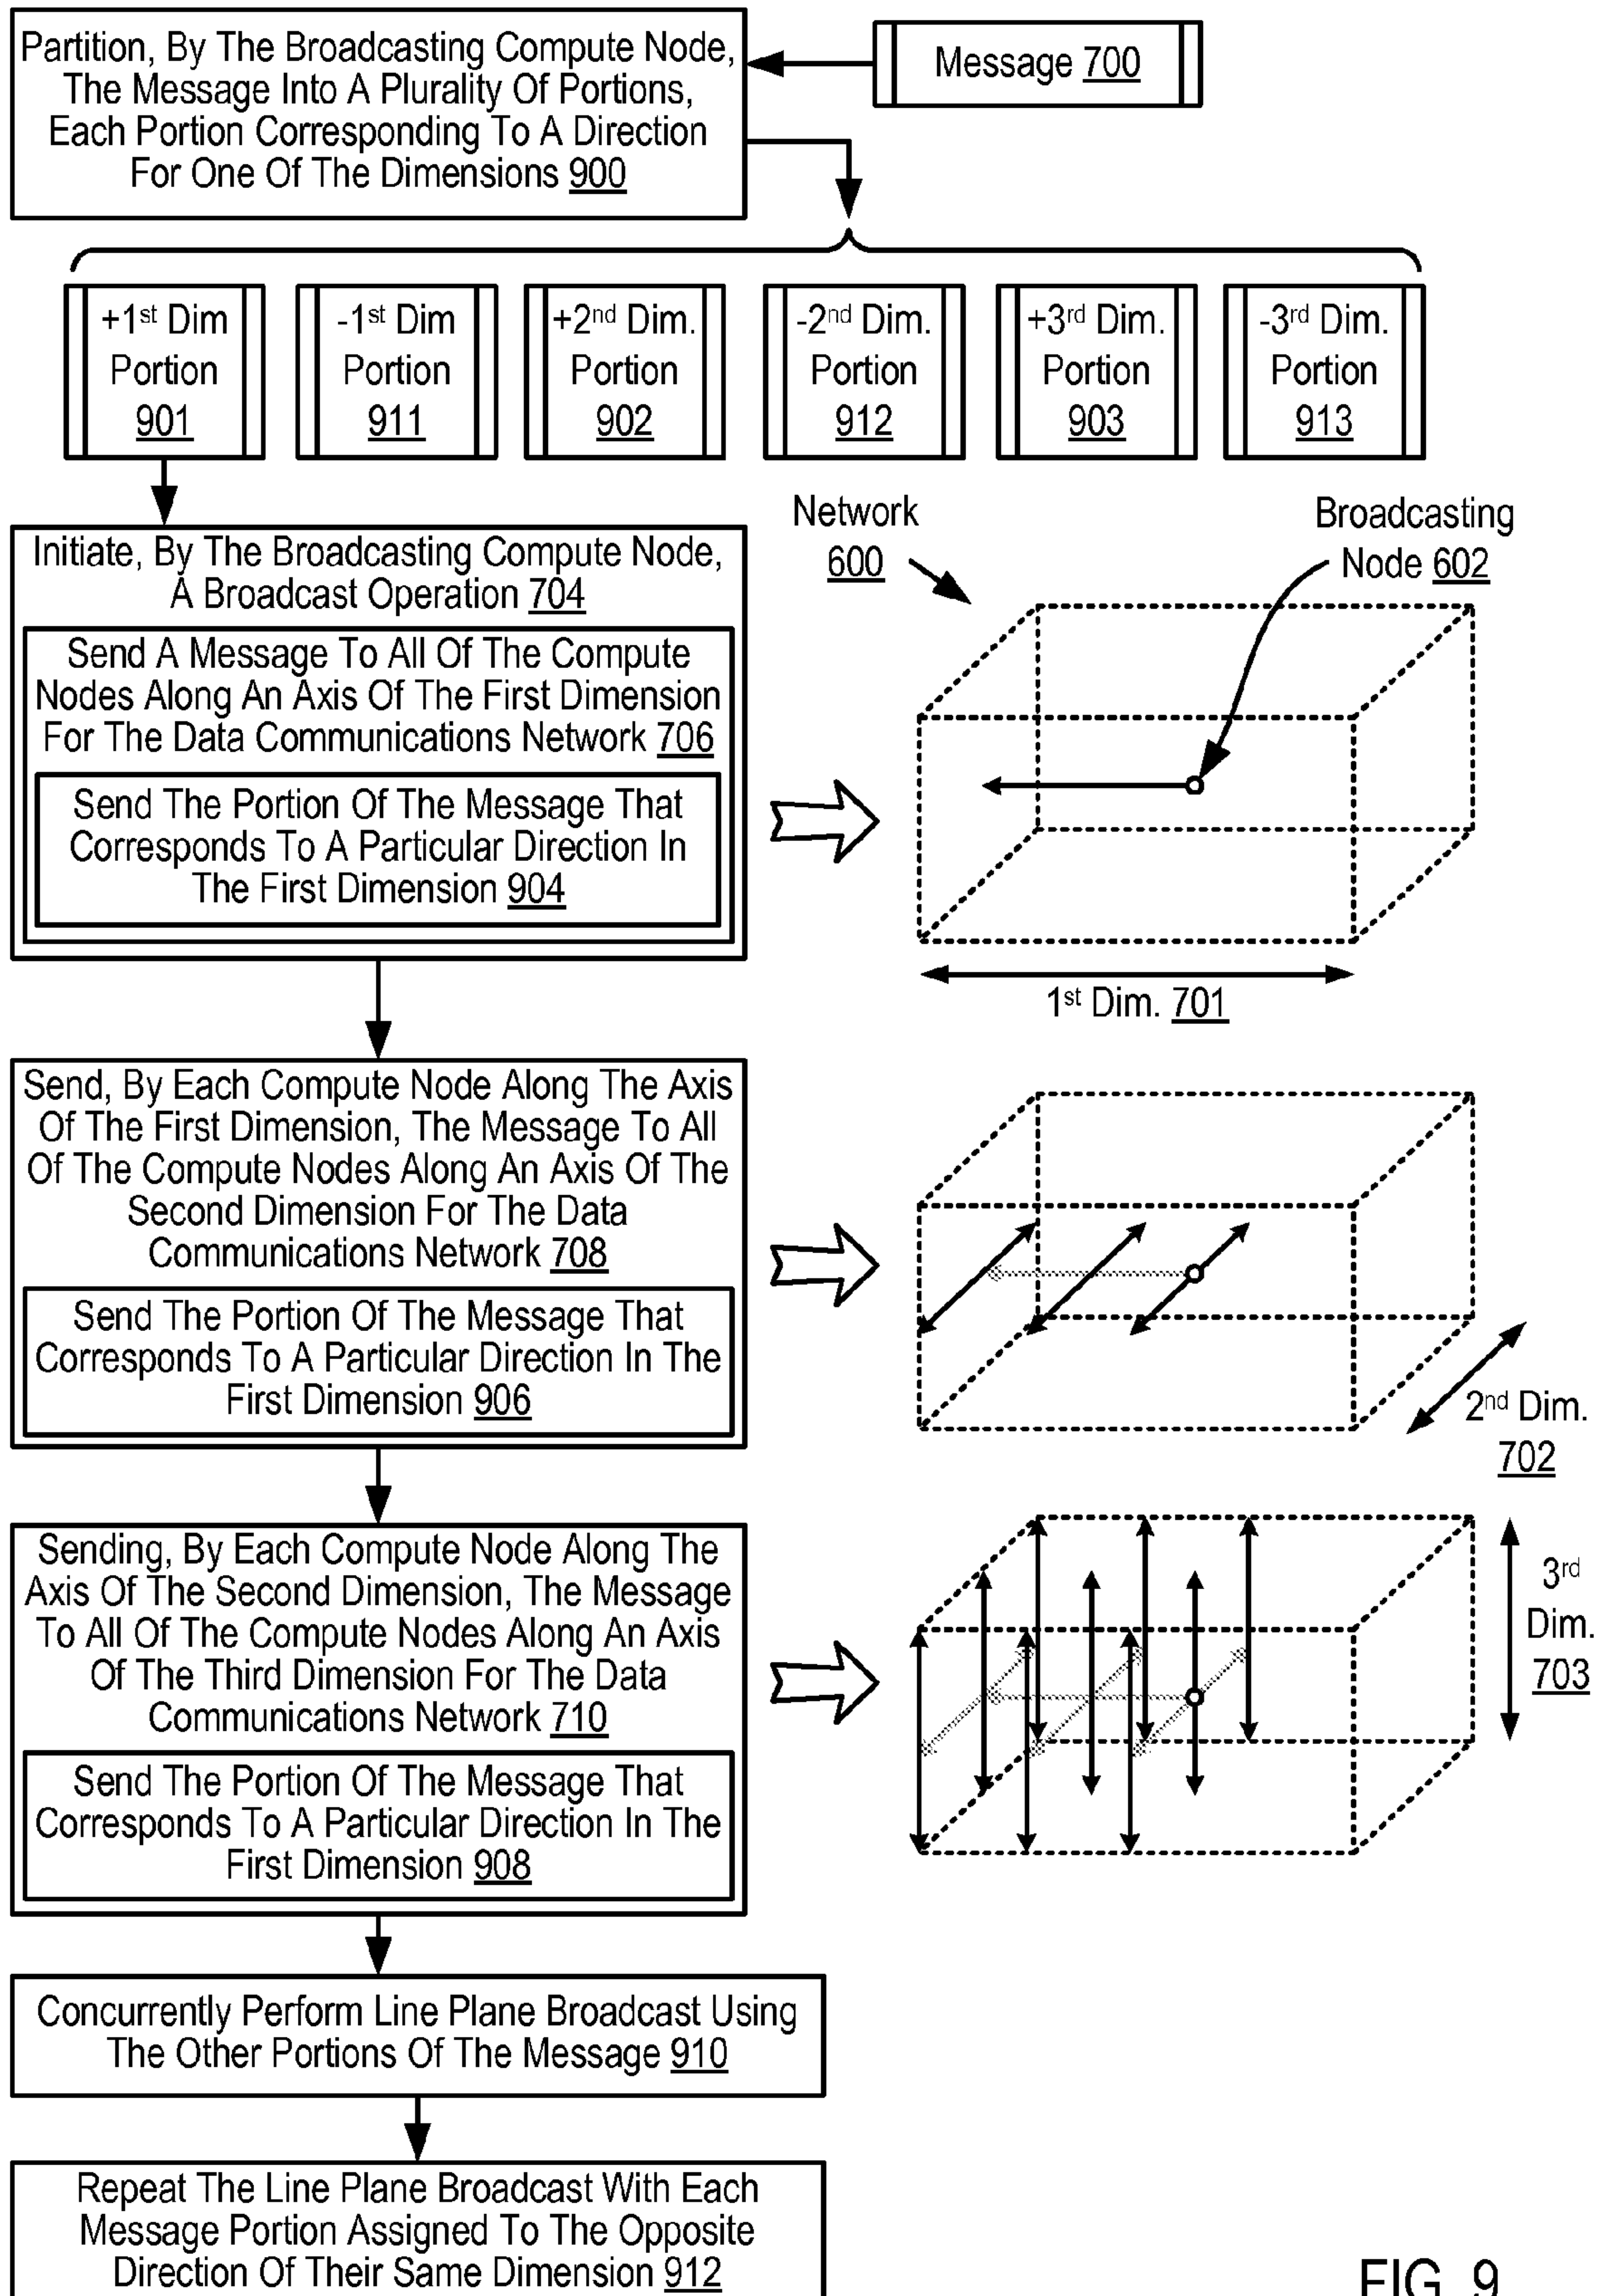 Partition, By The Broadcasting Compute Node,
The Message Into A Plurality Of Portions,
Each Portion Corresponding To A Direction
For One Of The Dimensions 900
Message 700
+1st Dim
Portion
901
-1st Dim
Portion
911
+2nd Dim.
Portion
902
-2nd Dim.
Portion
912
+3rd Dim.
Portion
903
-3rd Dim.
Portion
913
Initiate, By The Broadcasting Compute Node,
A Broadcast Operation 704
Send A Message To All Of The Compute
Nodes Along An Axis Of The First Dimension
For The Data Communications Network 706
Send The Portion Of The Message That
Corresponds To A Particular Direction In
The First Dimension 904
Network
600
Broadcasting
Node 602
1st Dim. 701
Send, By Each Compute Node Along The Axis
Of The First Dimension, The Message To All
Of The Compute Nodes Along An Axis Of The
Second Dimension For The Data
Communications Network 708
Send The Portion Of The Message That
Corresponds To A Particular Direction In The
First Dimension 906
2nd Dim.
702
Sending, By Each Compute Node Along The
Axis Of The Second Dimension, The Message
To All Of The Compute Nodes Along An Axis
Of The Third Dimension For The Data
Communications Network 710
Send The Portion Of The Message That
Corresponds To A Particular Direction In The
First Dimension 908
3rd
Dim.
703
Concurrently Perform Line Plane Broadcast Using
The Other Portions Of The Message 910
Repeat The Line Plane Broadcast With Each
Message Portion Assigned To The Opposite
Direction Of Their Same Dimension 912
FIG. 9